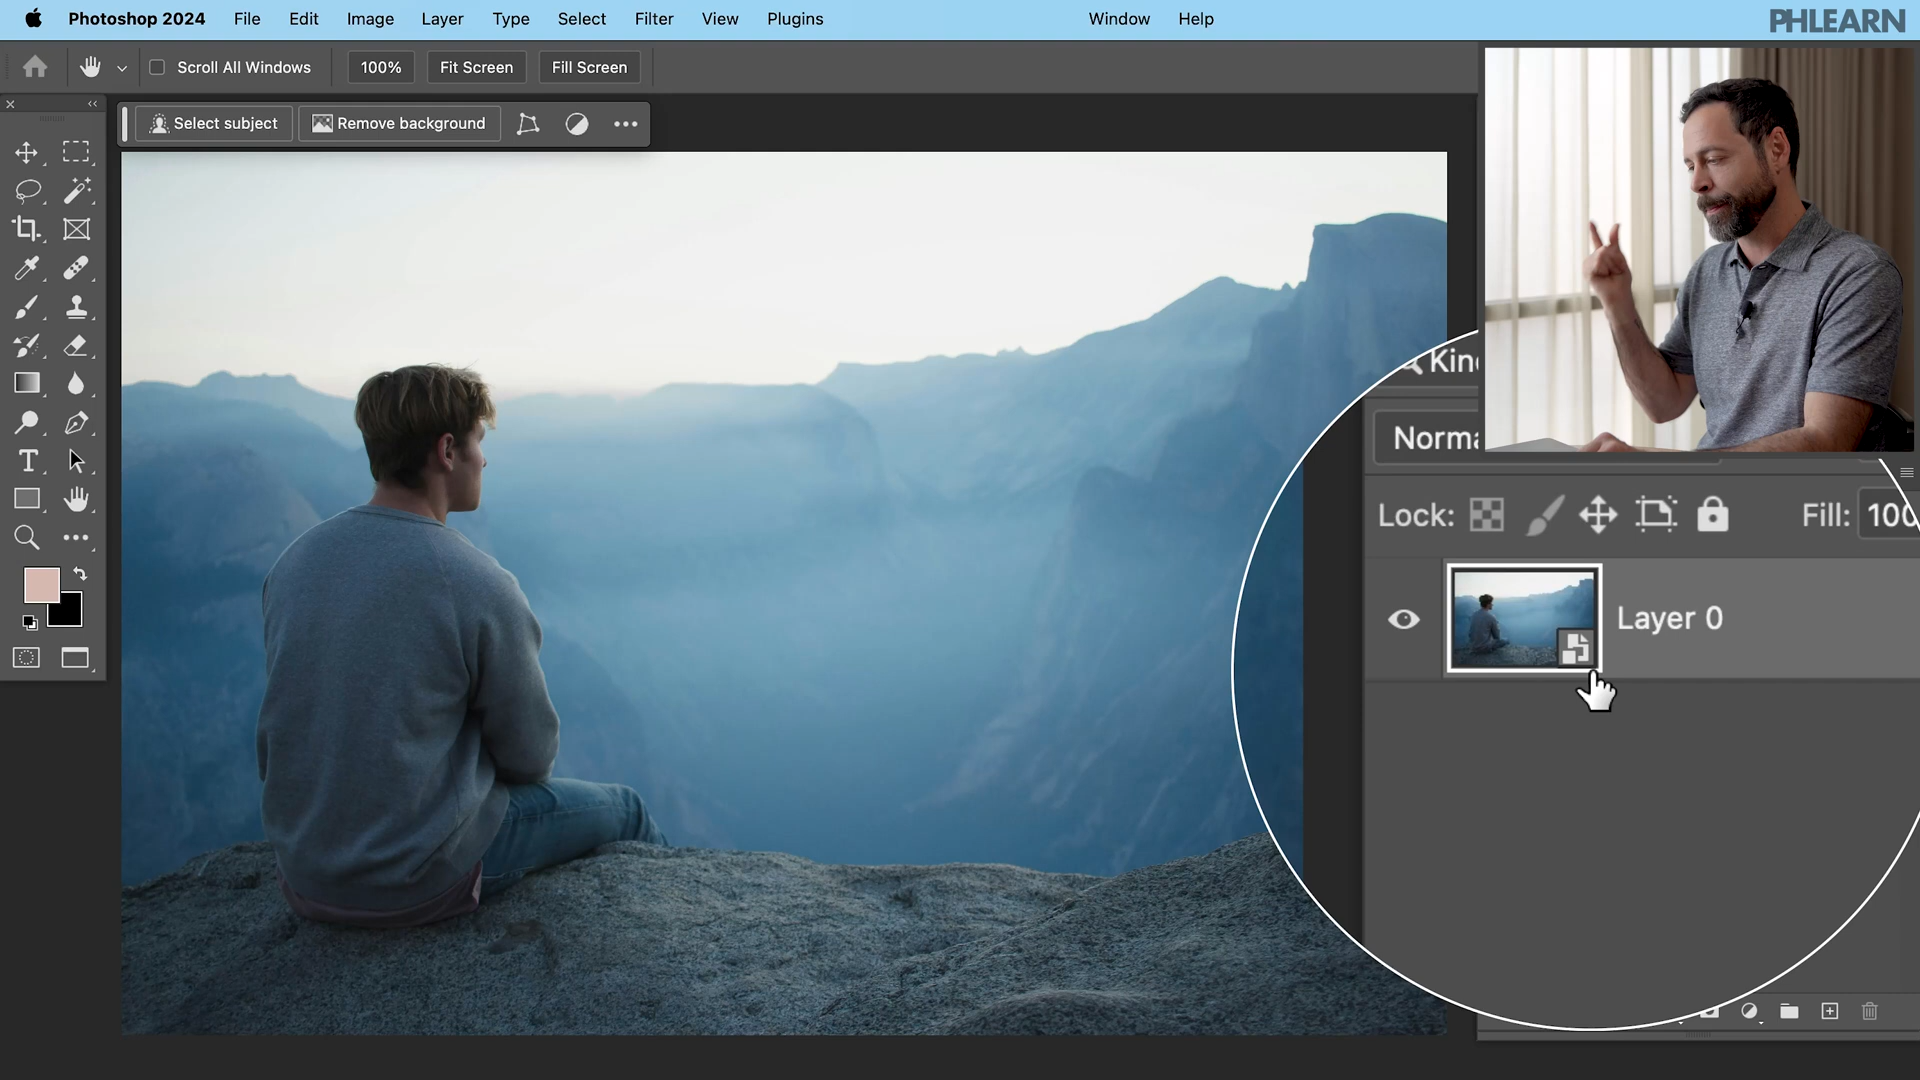 Photoshop 2024 File Edit Image Layer Type Select Filter View Plugins Window Help
PHLEARN
Scroll All Windows 100% Fit Screen Fill Screen
Select subject Remove background
Kin
Norma
Lock: Fill: 100
Layer 0
T